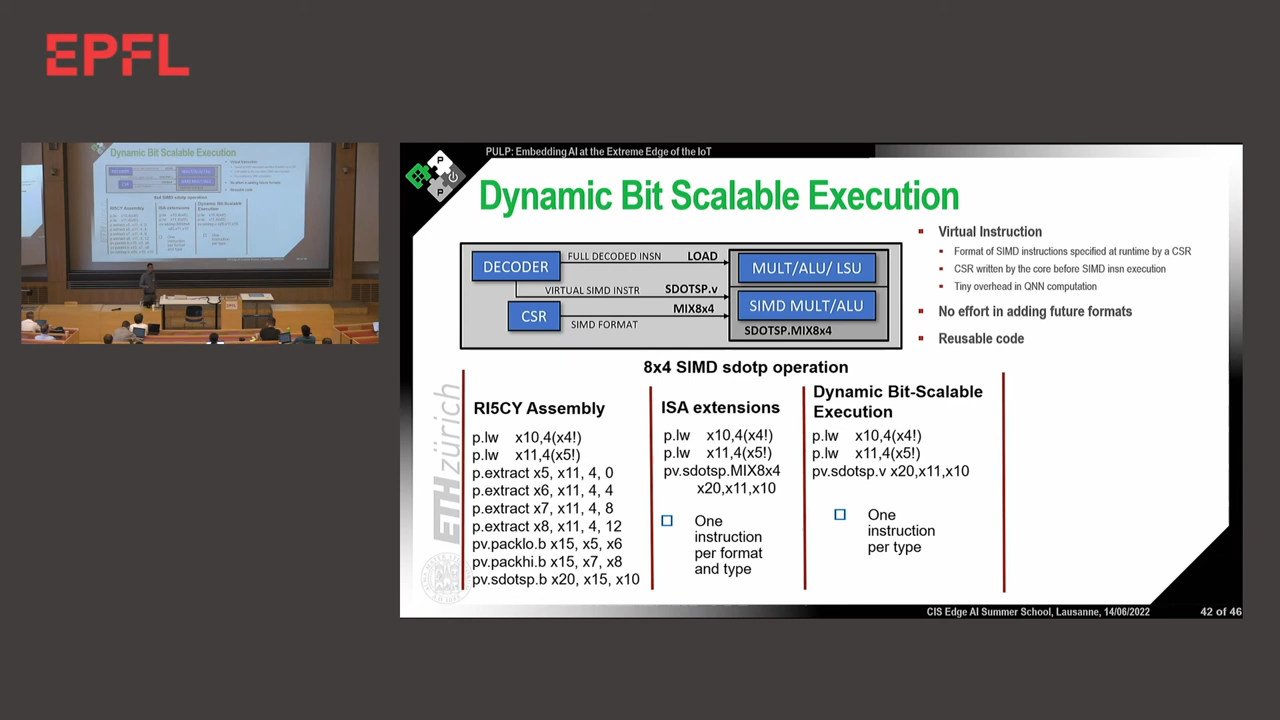 EPFL
PULP: Embedding AI at the Extreme Edge of the IoT
P
P
Dynamic Bit Scalable Execution
DECODER
FULL DECODED INSN
LOAD
MULT/ALU/ LSU
VIRTUAL SIMD INSTR
SDOTSP.v
SIMD MULT/ALU
CSR
MIX8x4
SIMD FORMAT
SDOTSP.MIX8x4
Virtual Instruction
Format of SIMD instructions specified at runtime by a CSR
CSR written by the core before SIMD insn execution
Tiny overhead in QNN computation
No effort in adding future formats
Reusable code
8x4 SIMD sdotp operation
RI5CY Assembly
p.lw x10,4(x4!)
p.lw x11,4(x5!)
p.extract x5, x11, 4, 0
p.extract x6, x11, 4, 4
p.extract x7, x11, 4, 8
p.extract x8, x11, 4, 12
pv.packlo.b x15, x5, x6
pv.packhi.b x15, x7, x8
pv.sdotsp.b x20, x15, x10
ISA extensions
p.lw x10,4(x4!)
p.lw x11,4(x5!)
pv.sdotsp.MIX8x4
x20,x11,x10
One
instruction
per format
and type
Dynamic Bit-Scalable
Execution
p.lw x10,4(x4!)
p.lw x11,4(x5!)
pv.sdotsp.v x20,x11,x10
One
instruction
per type
ETH zürich
CIS Edge AI Summer School, Lausanne, 14/06/2022
42 of 46
Dynamic Bit Scalable Execution